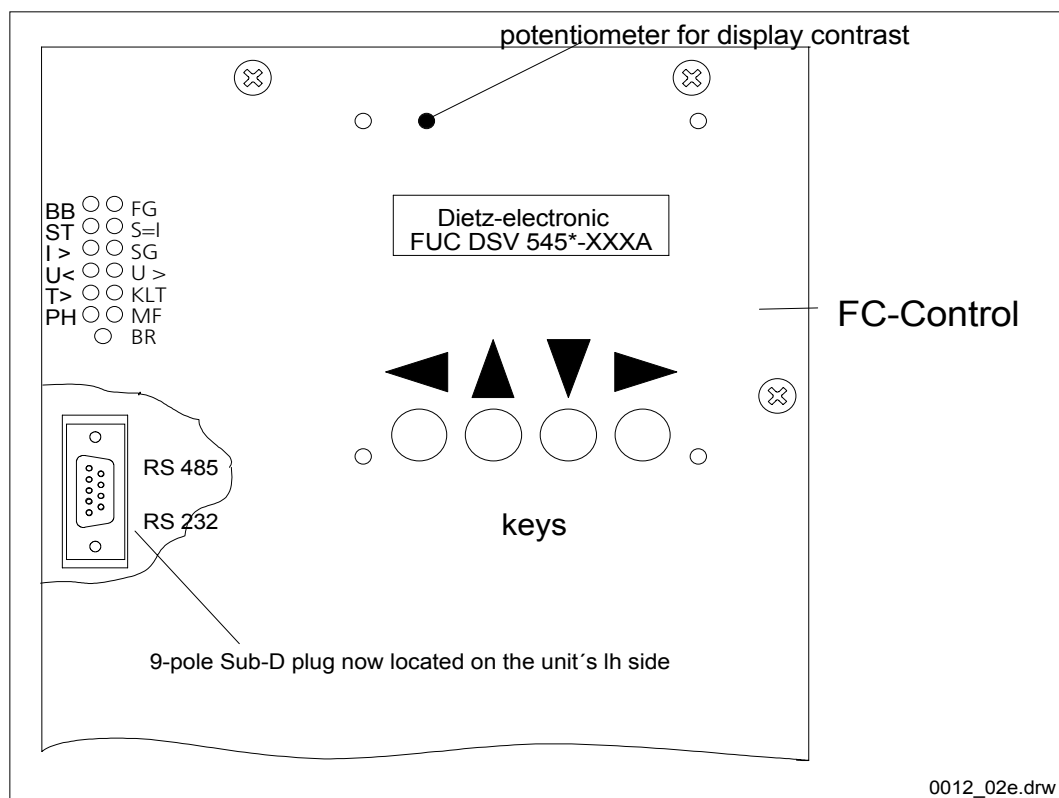 potentiometer for display contrast
BB FG
ST S=I
I > SG
U< U >
T> KLT
PH MF
BR
Dietz-electronic
FUC DSV 545*-XXXA
FC-Control
RS 485
RS 232
keys
9-pole Sub-D plug now located on the unit´s lh side
0012_02e.drw